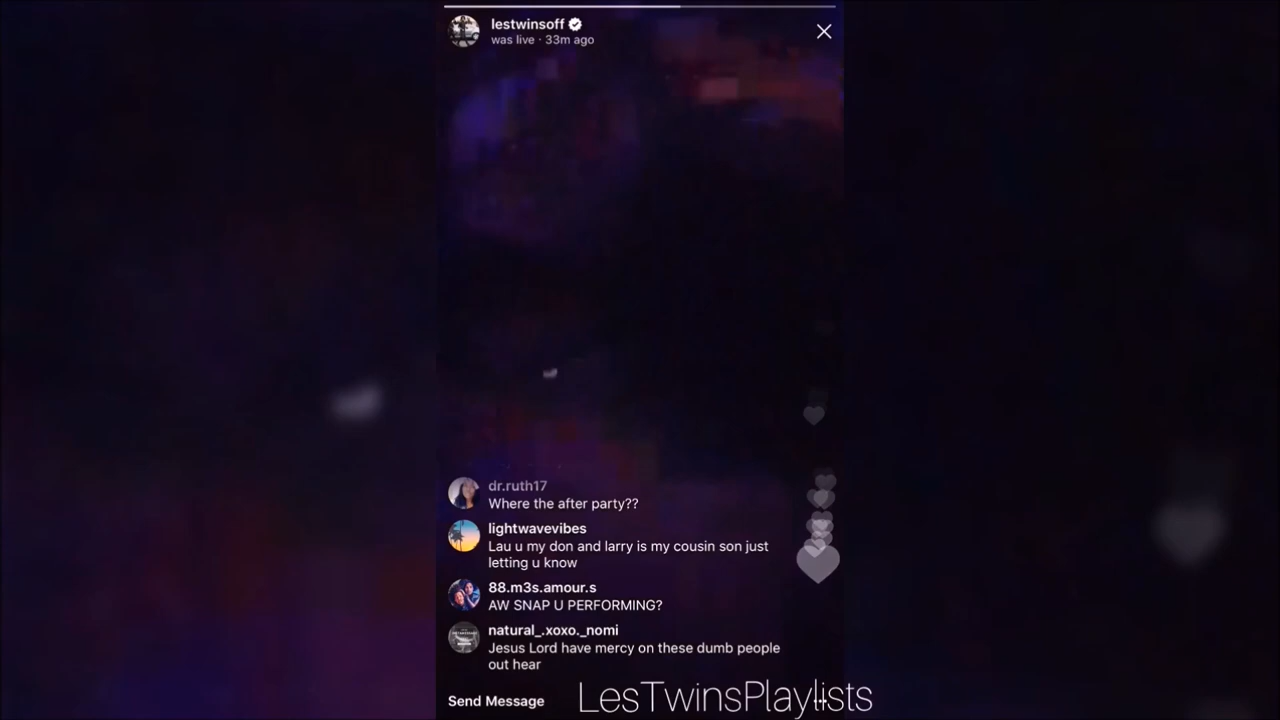 lestwinsoff
was live · 33m ago
dr.ruth17
Where the after party??
lightwavevibes
Lau u my don and larry is my cousin son just
letting u know
88.m3s.amour.s
AW SNAP U PERFORMING?
natural_.xoxo._nomi
Jesus Lord have mercy on these dumb people
out hear
Send Message
LesTwinsPlaylists